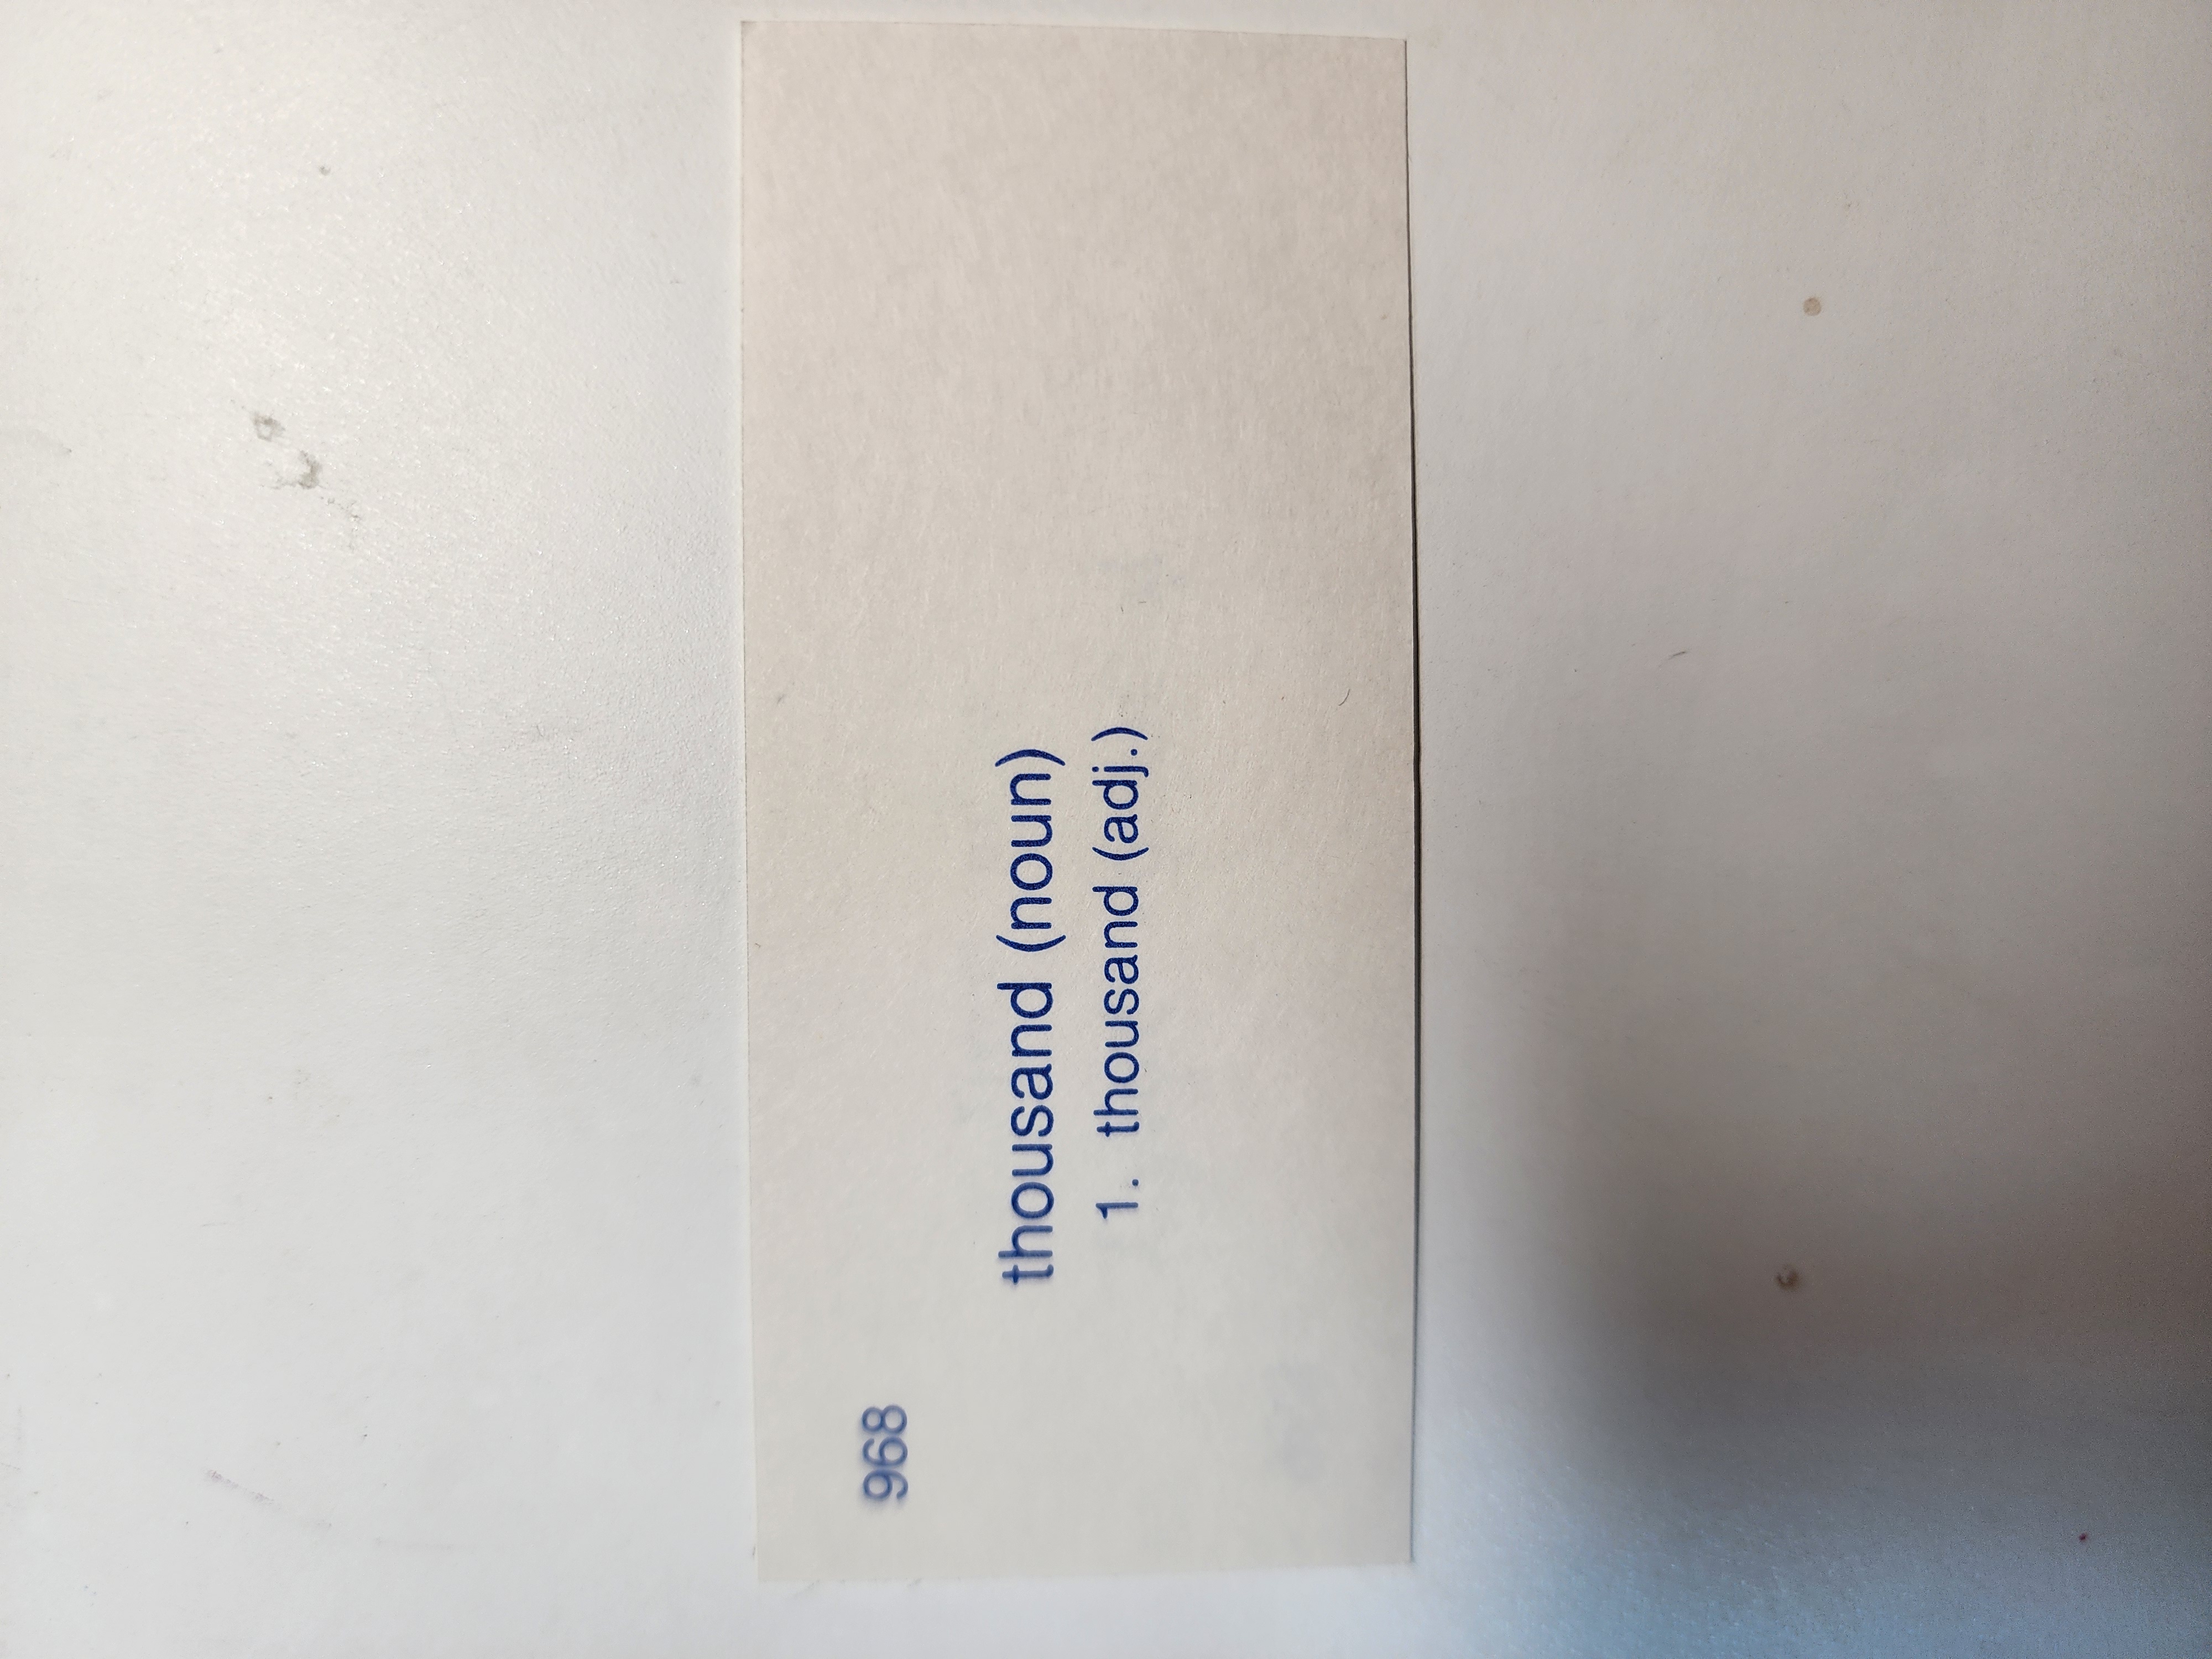 968
thousand (noun)
1. thousand (adj.)